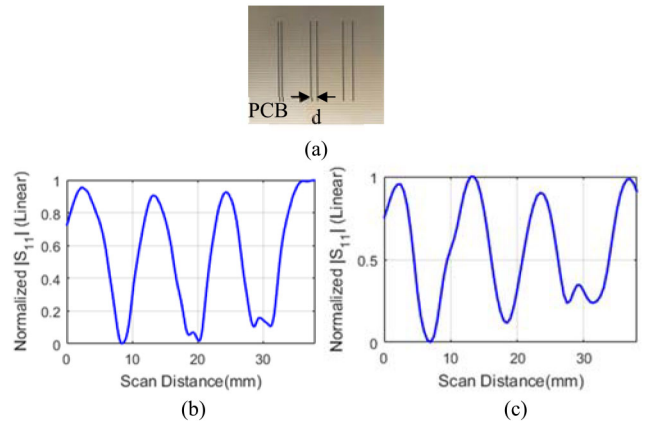 PCB
d
(a)
Normalized |S11| (Linear)
1
0.8
0.6
0.4
0.2
0
0
10
20
30
Scan Distance(mm)
(b)
Normalized |S11| (Linear)
1
0.5
0
0
10
20
30
Scan Distance(mm)
(c)